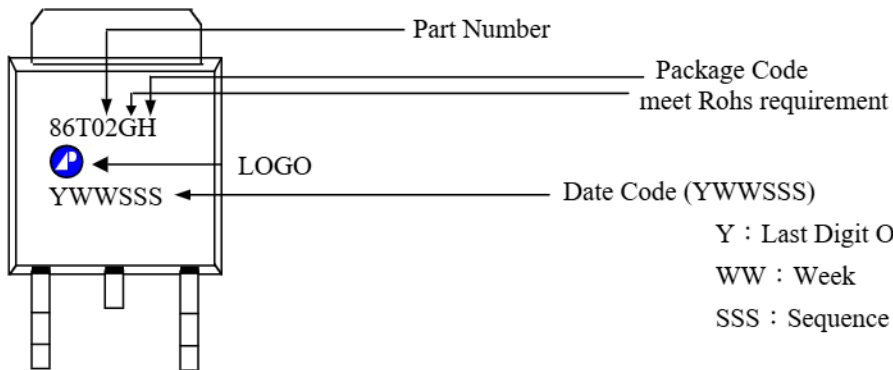 Part Number
Package Code
meet Rohs requirement
86T02GH
LOGO
YWWSSS
Date Code (YWWSSS)
Y：Last Digit O
WW：Week
SSS：Sequence